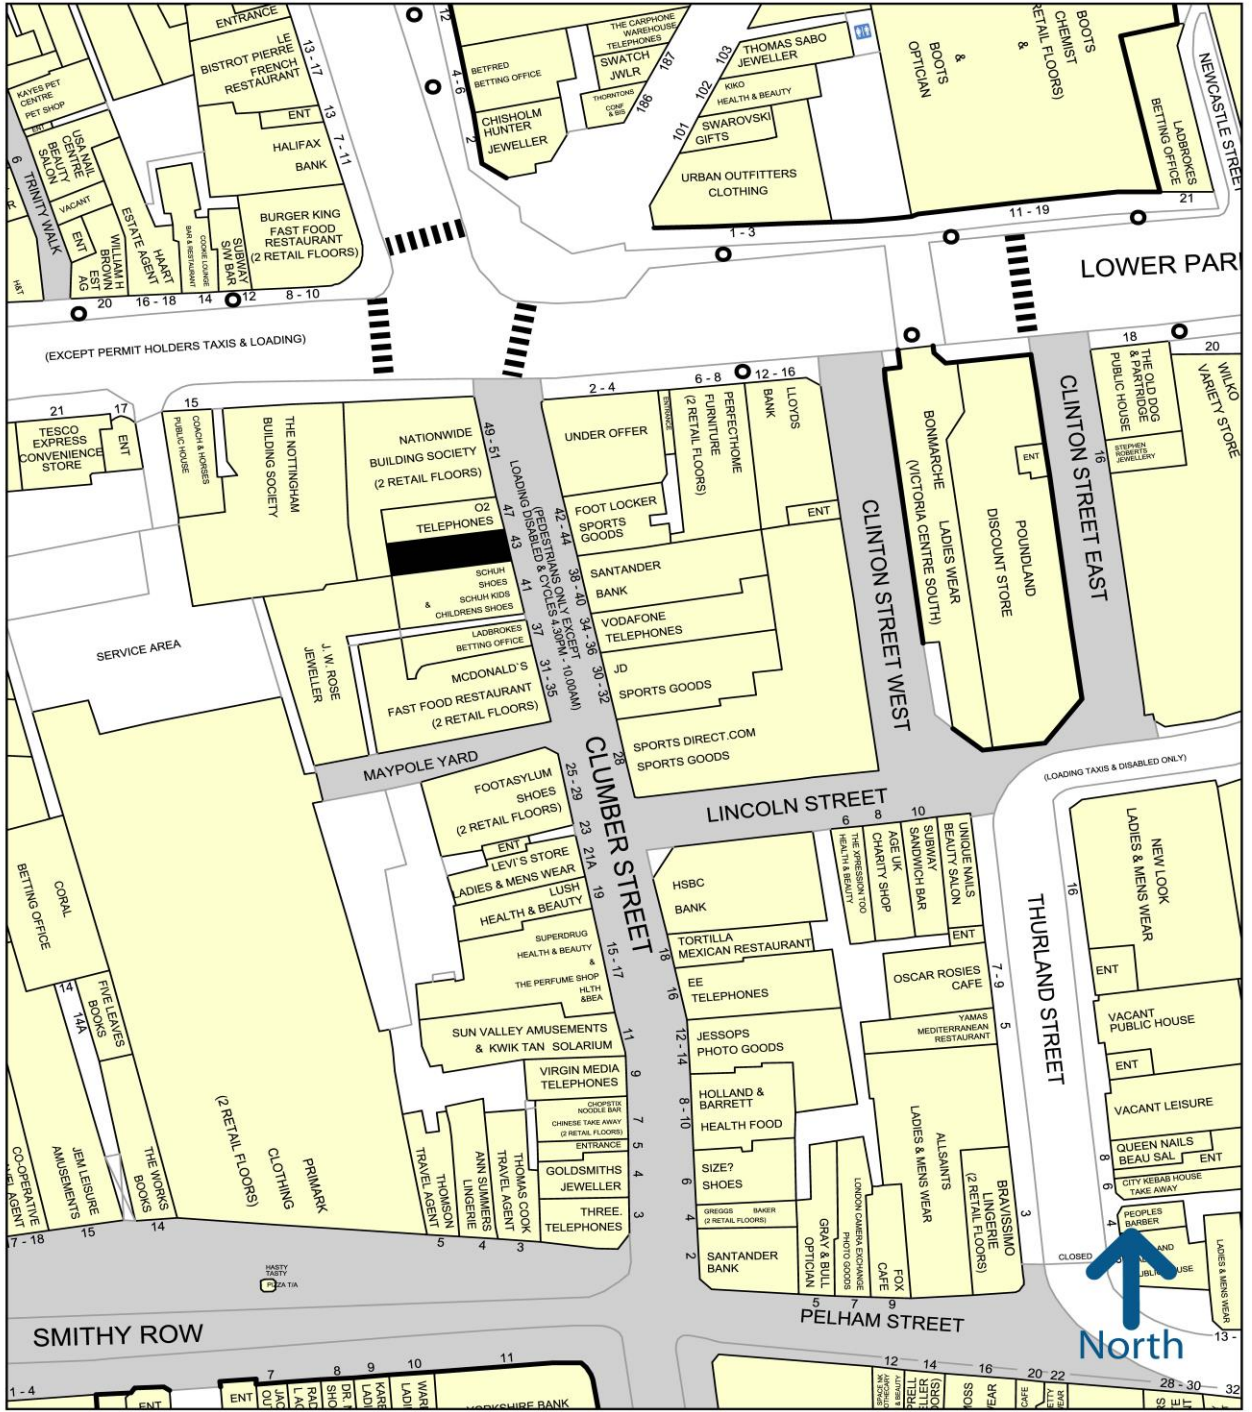 ENTRANCE
LE
BISTROT PIERRE
FRENCH
RESTAURANT
13 - 17
ENT
13
HALIFAX
BANK
7 - 11
BURGER KING
FAST FOOD
RESTAURANT
(2 RETAIL FLOORS)
KAYES PET
CENTRE
PET SHOP
ENT
USA NAIL
CENTRE
BEAUTY
SALON
VACANT
ENT
6
TRINITY WALK
H&T
WILLIAM H
BROWN
EST
AG
HAART
ESTATE AGENT
COOKIE LOUNGE
BAR & RESTAURANT
SUBWAY
S/W BAR
20
16 - 18
14
12
8 - 10
12
4 - 6
2
BETFRED
BETTING OFFICE
CHISHOLM
HUNTER
JEWELLER
THE CARPHONE
WAREHOUSE
TELEPHONES
SWATCH
JWLR
THORNTONS
CONF
& BIS
187
186
103
102
101
THOMAS SABO
JEWELLER
KIKO
HEALTH & BEAUTY
SWAROVSKI
GIFTS
URBAN OUTFITTERS
CLOTHING
1 - 3
BOOTS
&
BOOTS
OPTICIAN
BOOTS
CHEMIST
&
RETAIL FLOORS)
11 - 19
LADBROKES
BETTING OFFICE
21
NEWCASTLE STREET
LOWER PAR
(EXCEPT PERMIT HOLDERS TAXIS & LOADING)
21
17
15
TESCO
EXPRESS
CONVENIENCE
STORE
ENT
COACH & HORSES
PUBLIC HOUSE
THE NOTTINGHAM
BUILDING SOCIETY
NATIONWIDE
BUILDING SOCIETY
(2 RETAIL FLOORS)
49 - 51
O2
TELEPHONES
47
43
SCHUH
SHOES
SCHUH KIDS
&
CHILDRENS SHOES
41
LADBROKES
BETTING OFFICE
37
MCDONALD`S
FAST FOOD RESTAURANT
(2 RETAIL FLOORS)
31 - 35
J. W. ROSE
JEWELLER
SERVICE AREA
MAYPOLE YARD
(PEDESTRIANS ONLY EXCEPT
LOADING DISABLED & CYCLES 4.30PM - 10.00AM)
2 - 4
6 - 8
12 - 16
UNDER OFFER
ENTRANCE
PERFECTHOME
FURNITURE
(2 RETAIL FLOORS)
LLOYDS
BANK
ENT
FOOT LOCKER
SPORTS
GOODS
42 - 44
SANTANDER
BANK
38 - 40
VODAFONE
TELEPHONES
34 - 36
JD
SPORTS GOODS
30 - 32
SPORTS DIRECT.COM
SPORTS GOODS
28
CLINTON STREET WEST
BONMARCHE
LADIES WEAR
(VICTORIA CENTRE SOUTH)
ENT
POUNDLAND
DISCOUNT STORE
CLINTON STREET EAST
18
THE OLD DOG
& PARTRIDGE
PUBLIC HOUSE
16
STEPHEN
ROBERTS
JEWELLERY
20
WILKO
VARIETY STORE
(LOADING TAXIS & DISABLED ONLY)
CLUMBER STREET
LINCOLN STREET
FOOTASYLUM
SHOES
(2 RETAIL FLOORS)
25 - 29
ENT
23
LEVI`S STORE
LADIES & MENS WEAR
21A
LUSH
HEALTH & BEAUTY
19
SUPERDRUG
HEALTH & BEAUTY
&
THE PERFUME SHOP
HLTH
&BEA
15 - 17
SUN VALLEY AMUSEMENTS
& KWIK TAN SOLARIUM
11
VIRGIN MEDIA
TELEPHONES
9
CHOPSTIX
NOODLE BAR
CHINESE TAKE AWAY
(2 RETAIL FLOORS)
7
ENTRANCE
5
GOLDSMITHS
JEWELLER
4
THREE.
TELEPHONES
3
THOMSON
TRAVEL AGENT
5
ANN SUMMERS
LINGERIE
4
THOMAS COOK
TRAVEL AGENT
3
HSBC
BANK
TORTILLA
MEXICAN RESTAURANT
18
EE
TELEPHONES
16
JESSOPS
PHOTO GOODS
12 - 14
HOLLAND &
BARRETT
HEALTH FOOD
8 - 10
SIZE?
SHOES
6
GREGGS BAKER
(2 RETAIL FLOORS)
4
SANTANDER
BANK
2
6
8
10
THE XPRESSION TOO
HEALTH & BEAUTY
AGE UK
CHARITY SHOP
SUBWAY
SANDWICH BAR
UNIQUE NAILS
BEAUTY SALON
ENT
OSCAR ROSIES
CAFE
7 - 9
YAMAS
MEDITERRANEAN
RESTAURANT
5
ALLSAINTS
LADIES & MENS WEAR
BRAVISSIMO
LINGERIE
(2 RETAIL FLOORS)
3
GRAY & BULL
OPTICIAN
LONDON CAMERA EXCHANGE
PHOTO GOODS
FOX
CAFE
5
7
9
PELHAM STREET
THURLAND STREET
16
NEW LOOK
LADIES & MENS WEAR
ENT
VACANT
PUBLIC HOUSE
ENT
VACANT LEISURE
QUEEN NAILS
BEAU SAL
ENT
8
CITY KEBAB HOUSE
TAKE AWAY
6
PEOPLES
BARBER
4
CLOSED
LADIES & MENS WEAR
North
13 -
CORAL
BETTING OFFICE
14
14A
FIVE LEAVES
BOOKS
THE WORKS
BOOKS
14
JEM LEISURE
AMUSEMENTS
15
CO-OPERATIVE
17 - 18
PRIMARK
CLOTHING
(2 RETAIL FLOORS)
HASTY
TASTY
PIZZA T/A
SMITHY ROW
1 - 4
ENT
ENT
7
8
9
10
11
YORKSHIRE BANK
12
14
16
20
22
28 - 30
32